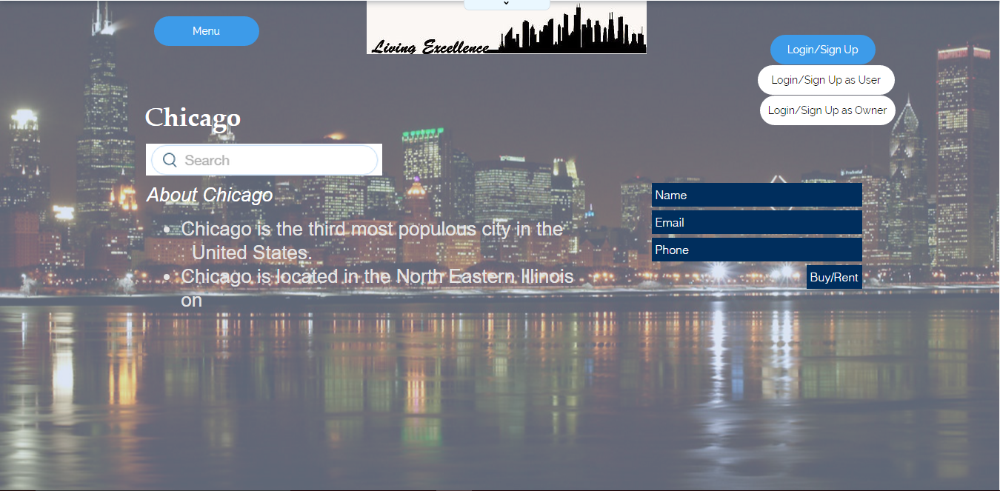 Menu
Living Excellence
Login/Sign Up
Login/Sign Up as User
Login/Sign Up as Owner
Chicago
Search
About Chicago
Chicago is the third most populous city in the
United States.
Chicago is located in the North Eastern Illinois
on
Prudential
Name
Email
Phone
Buy/Rent